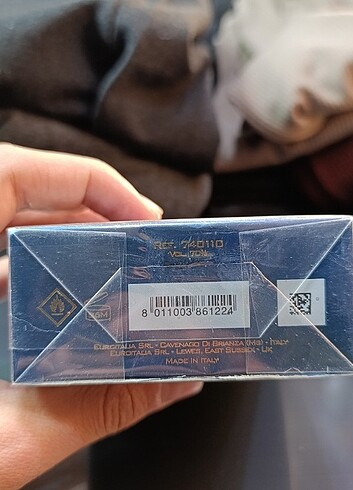 REF. 740110
VOL. 70%
36M
8 011003 861224
EUROITALIA SRL - CAVENAGO DI BRIANZA (MB) - ITALY
EUROITALIA SRL - LEWES, EAST SUSSEX - UK
MADE IN ITALY